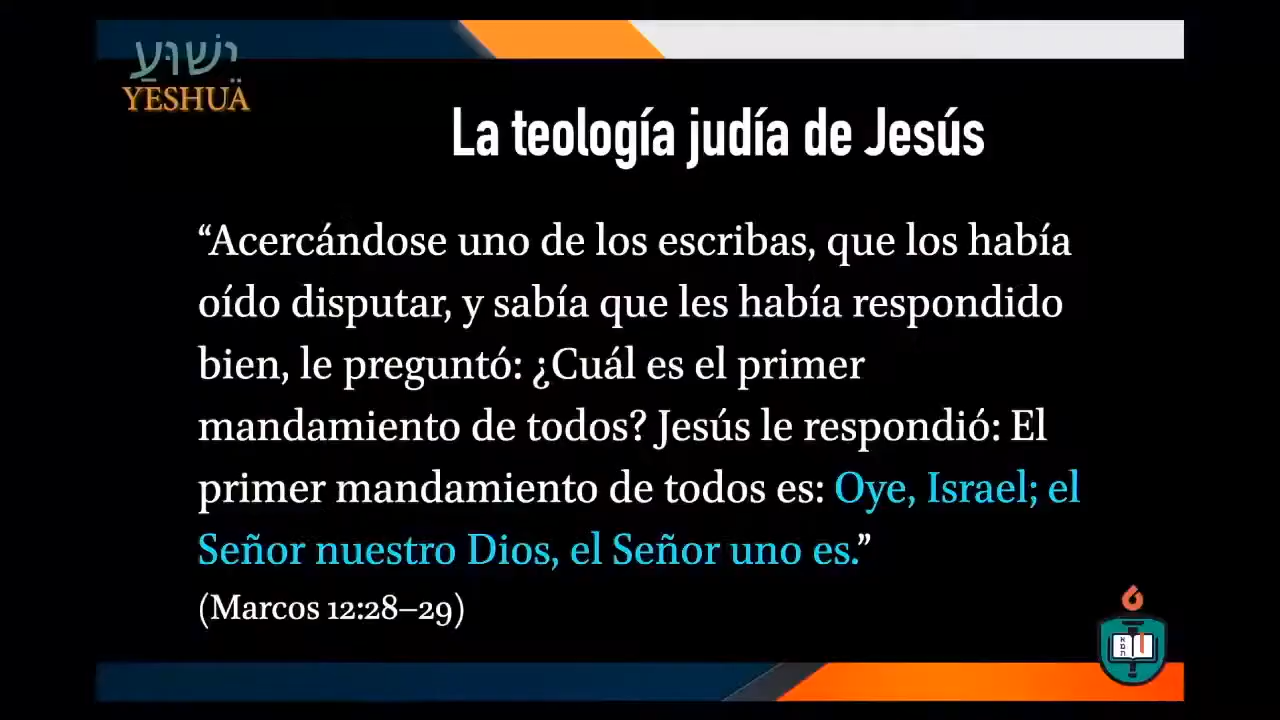 יֵשׁוּעַ
YESHUÄ
La teología judía de Jesús
“Acercándose uno de los escribas, que los había
oído disputar, y sabía que les había respondido
bien, le preguntó: ¿Cuál es el primer
mandamiento de todos? Jesús le respondió: El
primer mandamiento de todos es: Oye, Israel; el
Señor nuestro Dios, el Señor uno es.”
(Marcos 12:28–29)